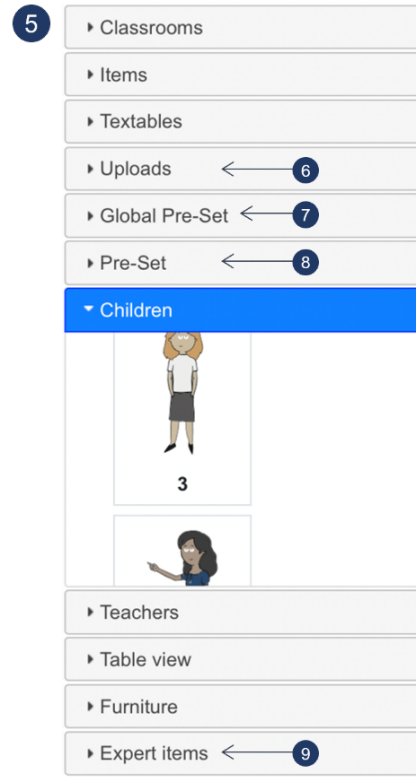 5
Classrooms
Items
Textables
Uploads 6
Global Pre-Set 7
Pre-Set 8
Children
3
Teachers
Table view
Furniture
Expert items 9